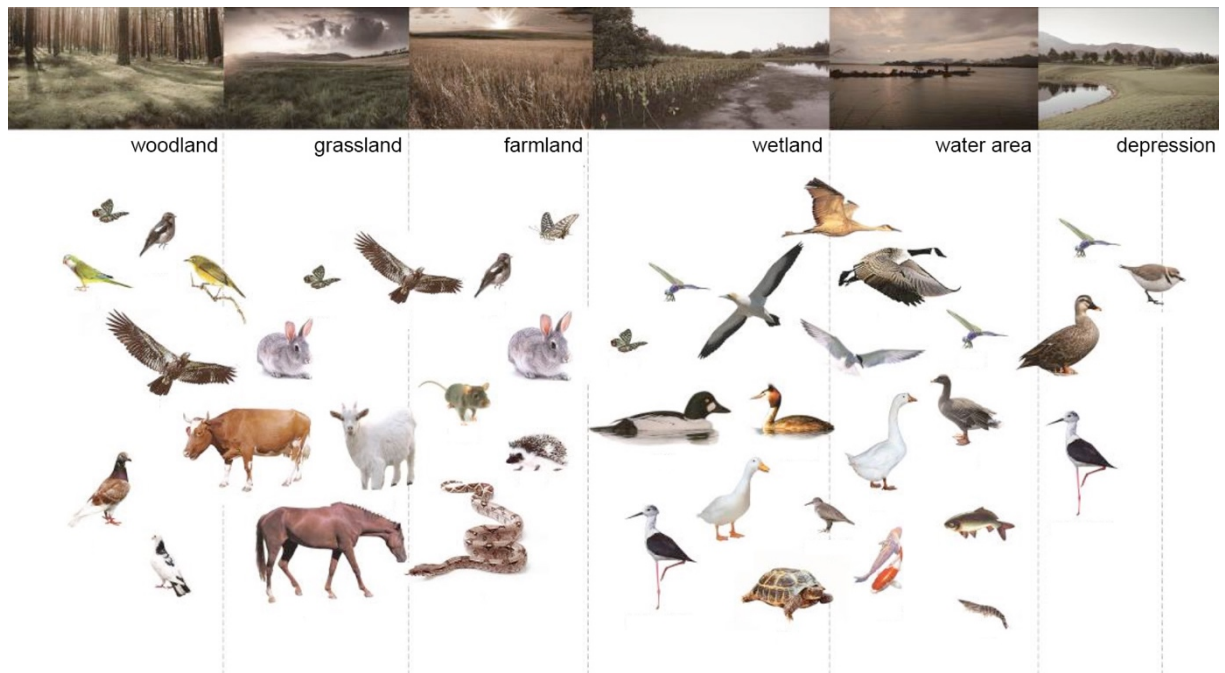 woodland
grassland
farmland
wetland
water area
depression